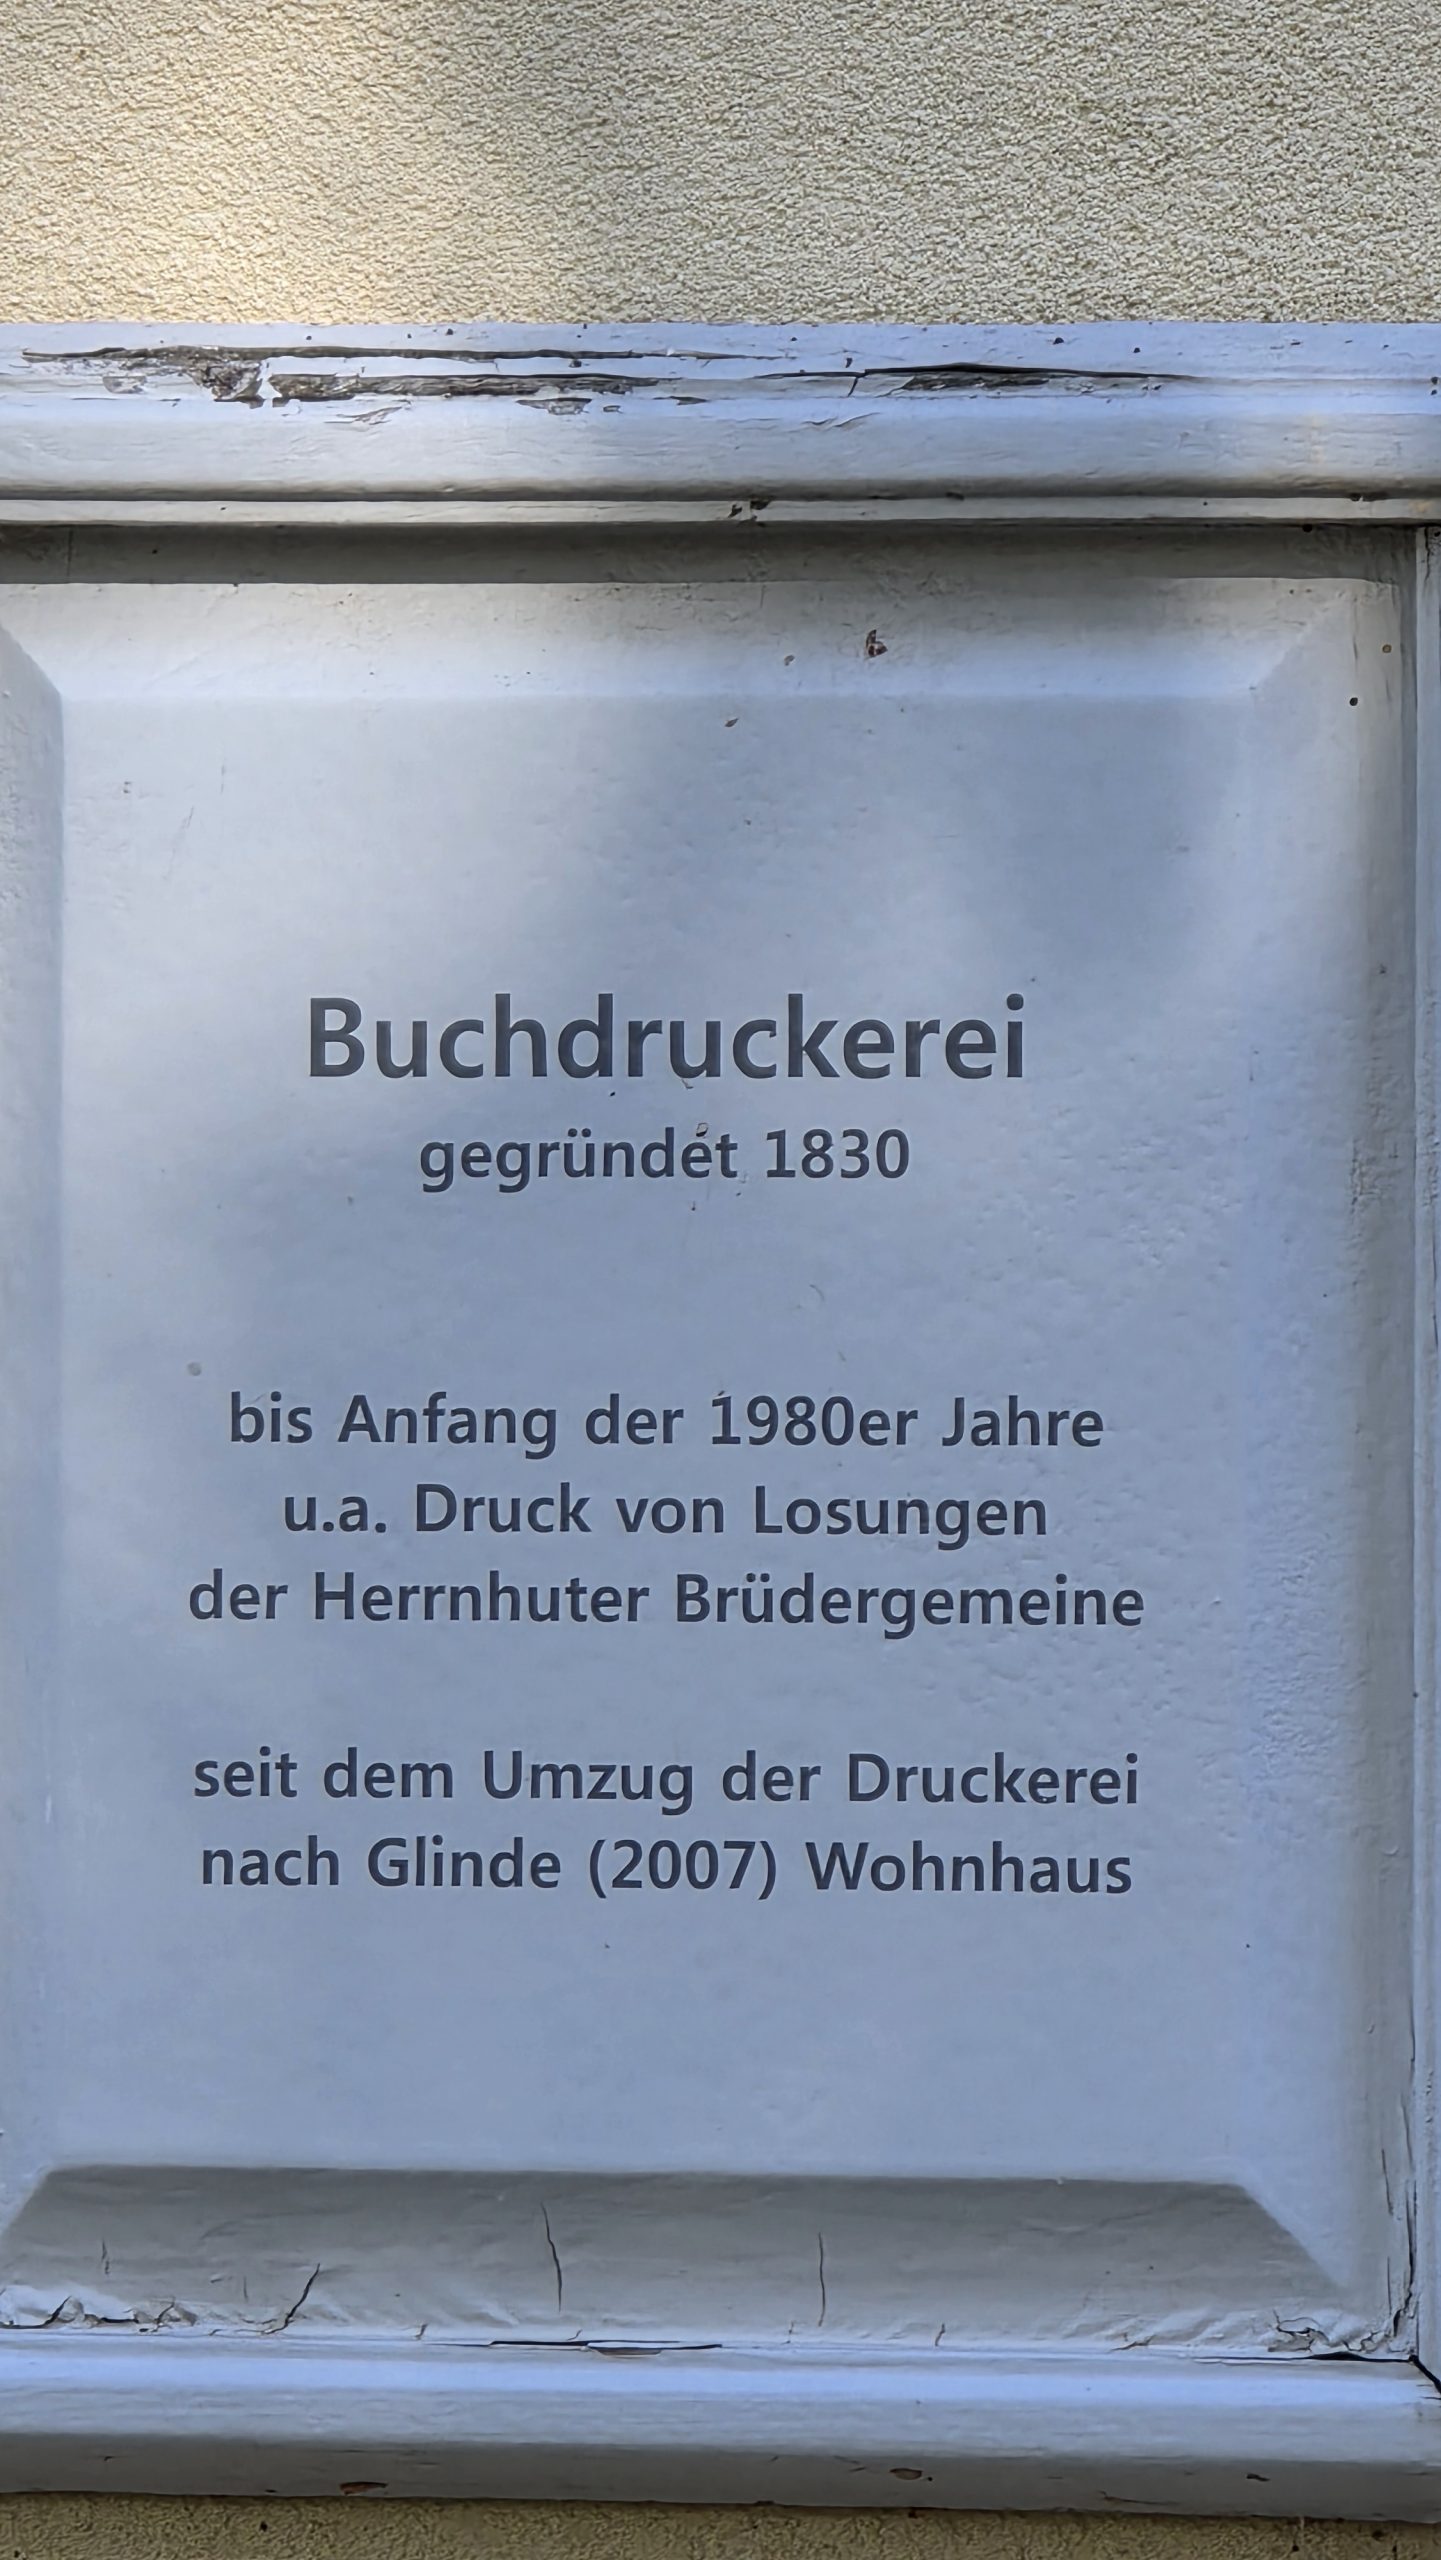 Buchdruckerei
gegründet 1830
bis Anfang der 1980er Jahre
u.a. Druck von Losungen
der Herrnhuter Brüdergemeine
seit dem Umzug der Druckerei
nach Glinde (2007) Wohnhaus